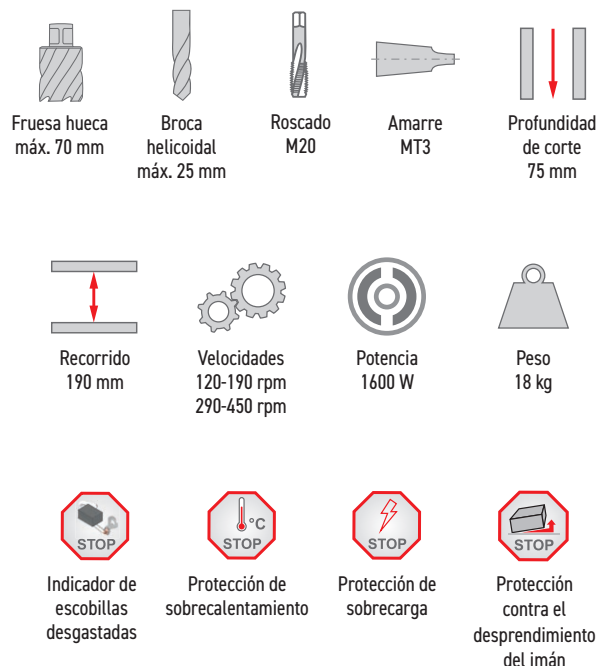 Fruesa hueca
máx. 70 mm
Broca
helicoidal
máx. 25 mm
Roscado
M20
Amarre
MT3
Profundidad
de corte
75 mm
Recorrido
190 mm
Velocidades
120-190 rpm
290-450 rpm
Potencia
1600 W
Peso
18 kg
STOP
Indicador de
escobillas
desgastadas
°C
STOP
Protección de
sobrecalentamiento
STOP
Protección de
sobrecarga
STOP
Protección
contra el
desprendimiento
del imán